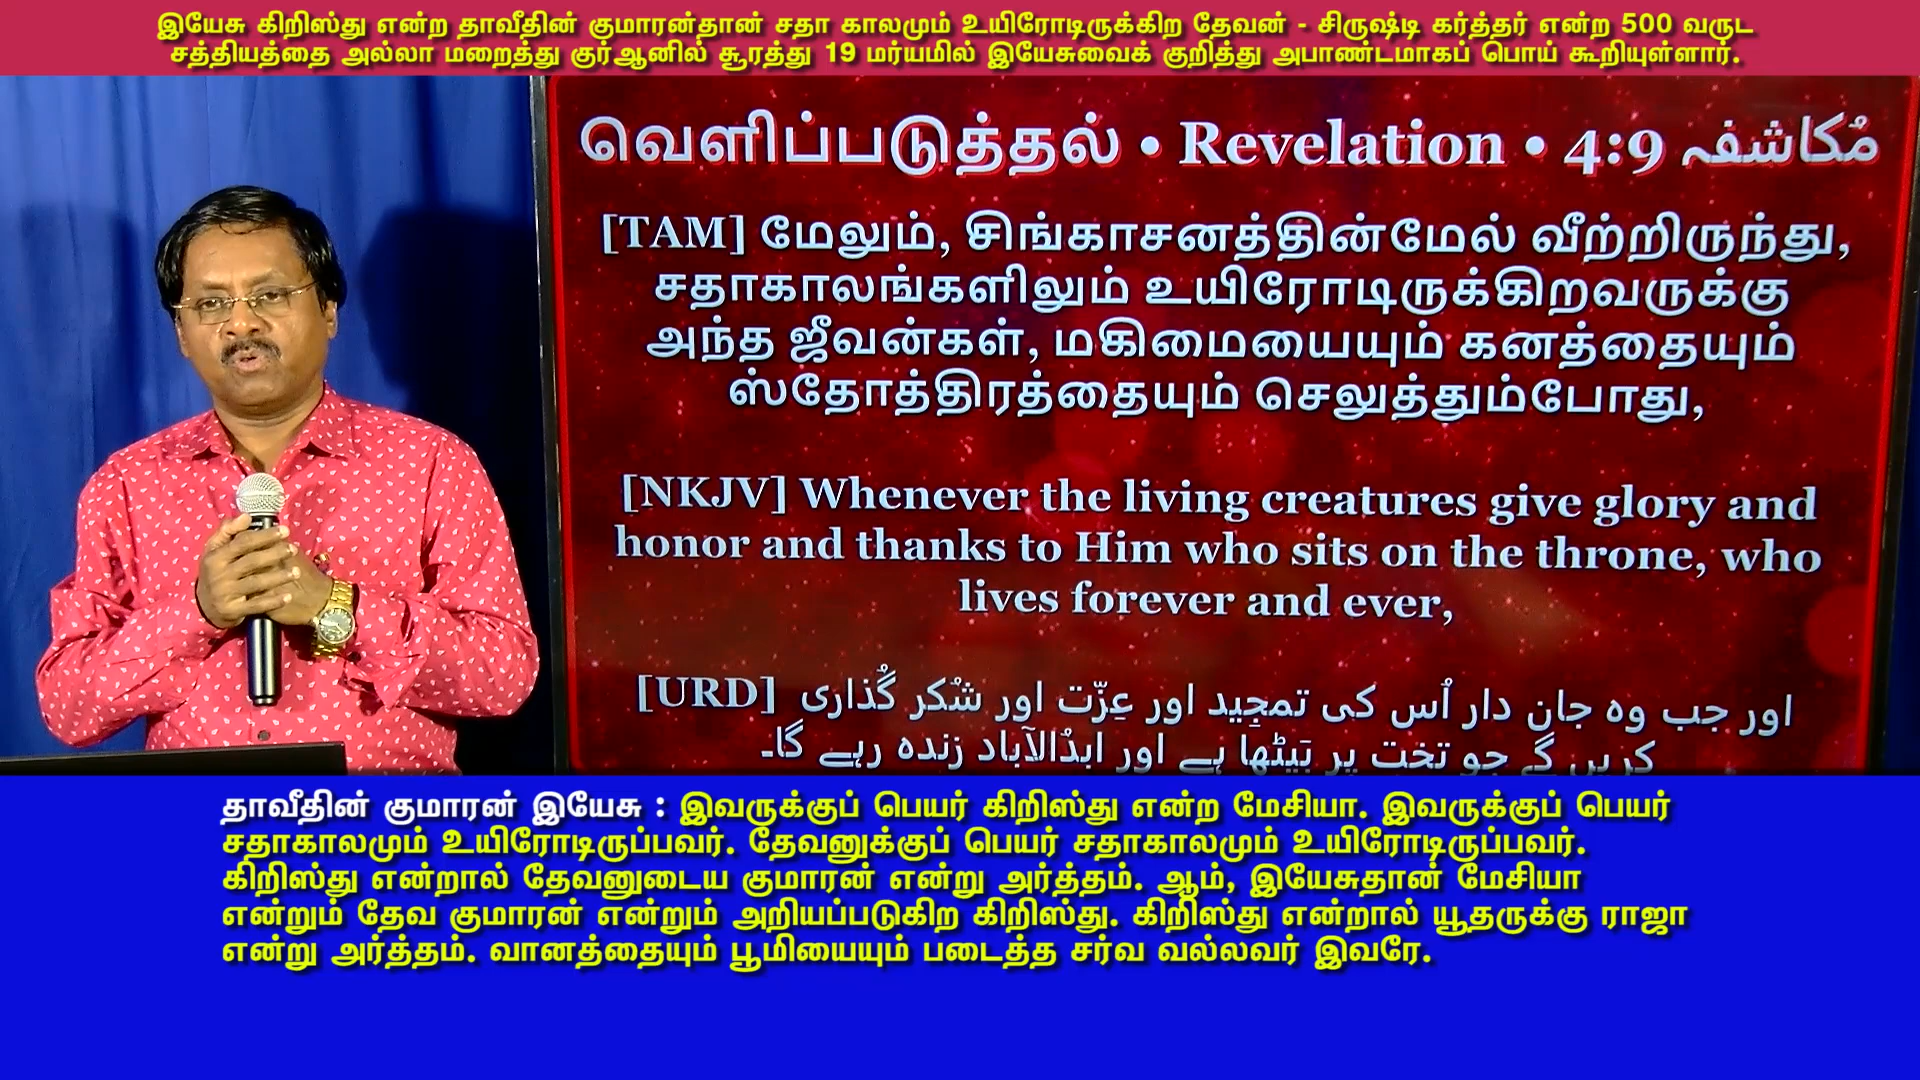 இயேசு கிறிஸ்து என்ற தாவீதின் குமாரன்தான் சதா காலமும் உயிரோடிருக்கிற தேவன் - சிருஷ்டி கர்த்தர் என்ற 500 வருட
சத்தியத்தை அல்லா மறைத்து குர்ஆனில் சூரத்து 19 மர்யமில் இயேசுவைக் குறித்து அபாண்டமாகப் பொய் கூறியுள்ளார்.
வெளிப்படுத்தல் • Revelation • 4:9 مُکاشفہ
[TAM] மேலும், சிங்காசனத்தின்மேல் வீற்றிருந்து,
சதாகாலங்களிலும் உயிரோடிருக்கிறவருக்கு
அந்த ஜீவன்கள், மகிமையையும் கனத்தையும்
ஸ்தோத்திரத்தையும் செலுத்தும்போது,
[NKJV] Whenever the living creatures give glory and
honor and thanks to Him who sits on the throne, who
lives forever and ever,
[URD] اور جب وہ جان دار اُس کی تمجِید اور عِزّت اور شُکر گُذاری
کریں گے جو تخت پر بَیٹھا ہے اور ابدُالآباد زِندہ رہے گا۔
தாவீதின் குமாரன் இயேசு : இவருக்குப் பெயர் கிறிஸ்து என்ற மேசியா. இவருக்குப் பெயர்
சதாகாலமும் உயிரோடிருப்பவர். தேவனுக்குப் பெயர் சதாகாலமும் உயிரோடிருப்பவர்.
கிறிஸ்து என்றால் தேவனுடைய குமாரன் என்று அர்த்தம். ஆம், இயேசுதான் மேசியா
என்றும் தேவ குமாரன் என்றும் அறியப்படுகிற கிறிஸ்து. கிறிஸ்து என்றால் யூதருக்கு ராஜா
என்று அர்த்தம். வானத்தையும் பூமியையும் படைத்த சர்வ வல்லவர் இவரே.